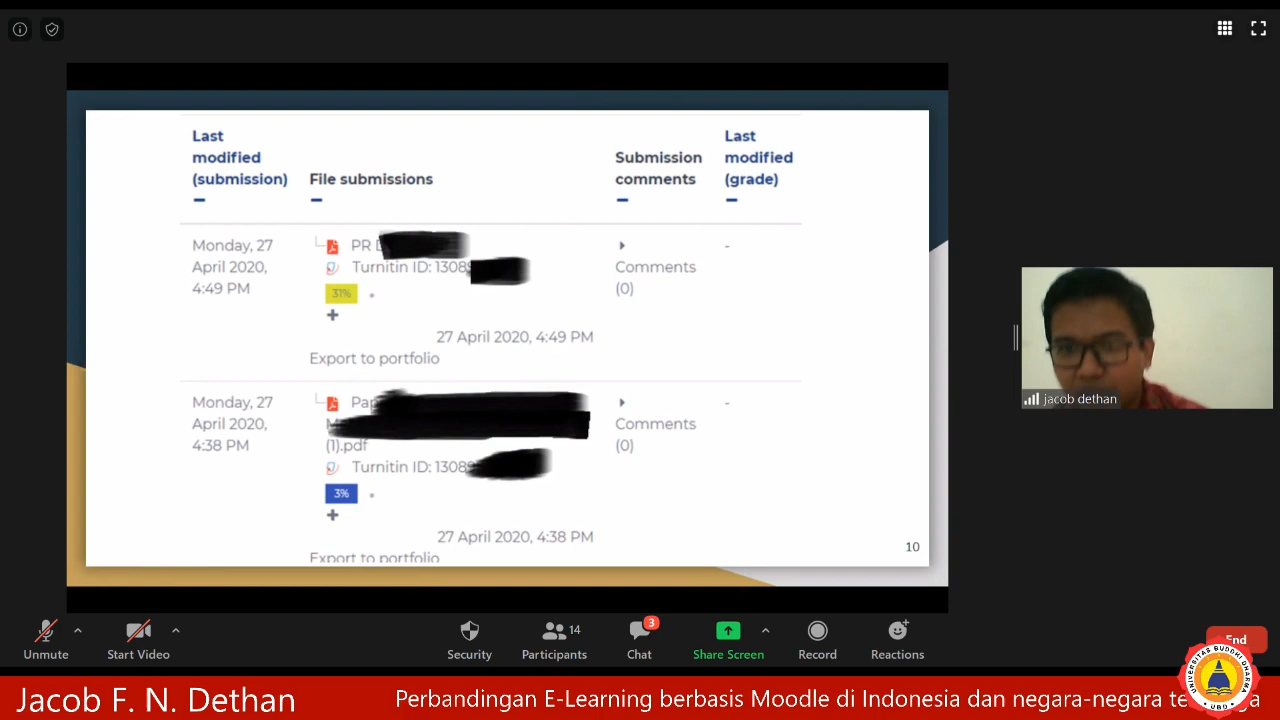 Last
modified
(submission)
File submissions
Submission
comments
Last
modified
(grade)
Monday, 27
April 2020,
4:49 PM
PR
Turnitin ID: 1308
31%
27 April 2020, 4:49 PM
Export to portfolio
Comments
(0)
-
Monday, 27
April 2020,
4:38 PM
(1).pdf
Turnitin ID: 1308
3%
27 April 2020, 4:38 PM
Export to portfolio
Comments
(0)
-
10
jacob dethan
Unmute
Start Video
Security
14
Participants
3
Chat
Share Screen
Record
Reactions
End
Jacob F. N. Dethan
Perbandingan E-Learning berbasis Moodle di Indonesia dan negara-negara
UNIVERSITAS BUDDHI DHARMA
UBD